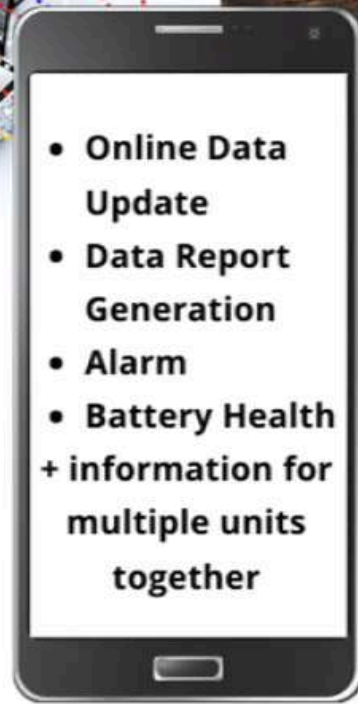 • Online Data
Update
• Data Report
Generation
• Alarm
• Battery Health
+ information for
multiple units
together